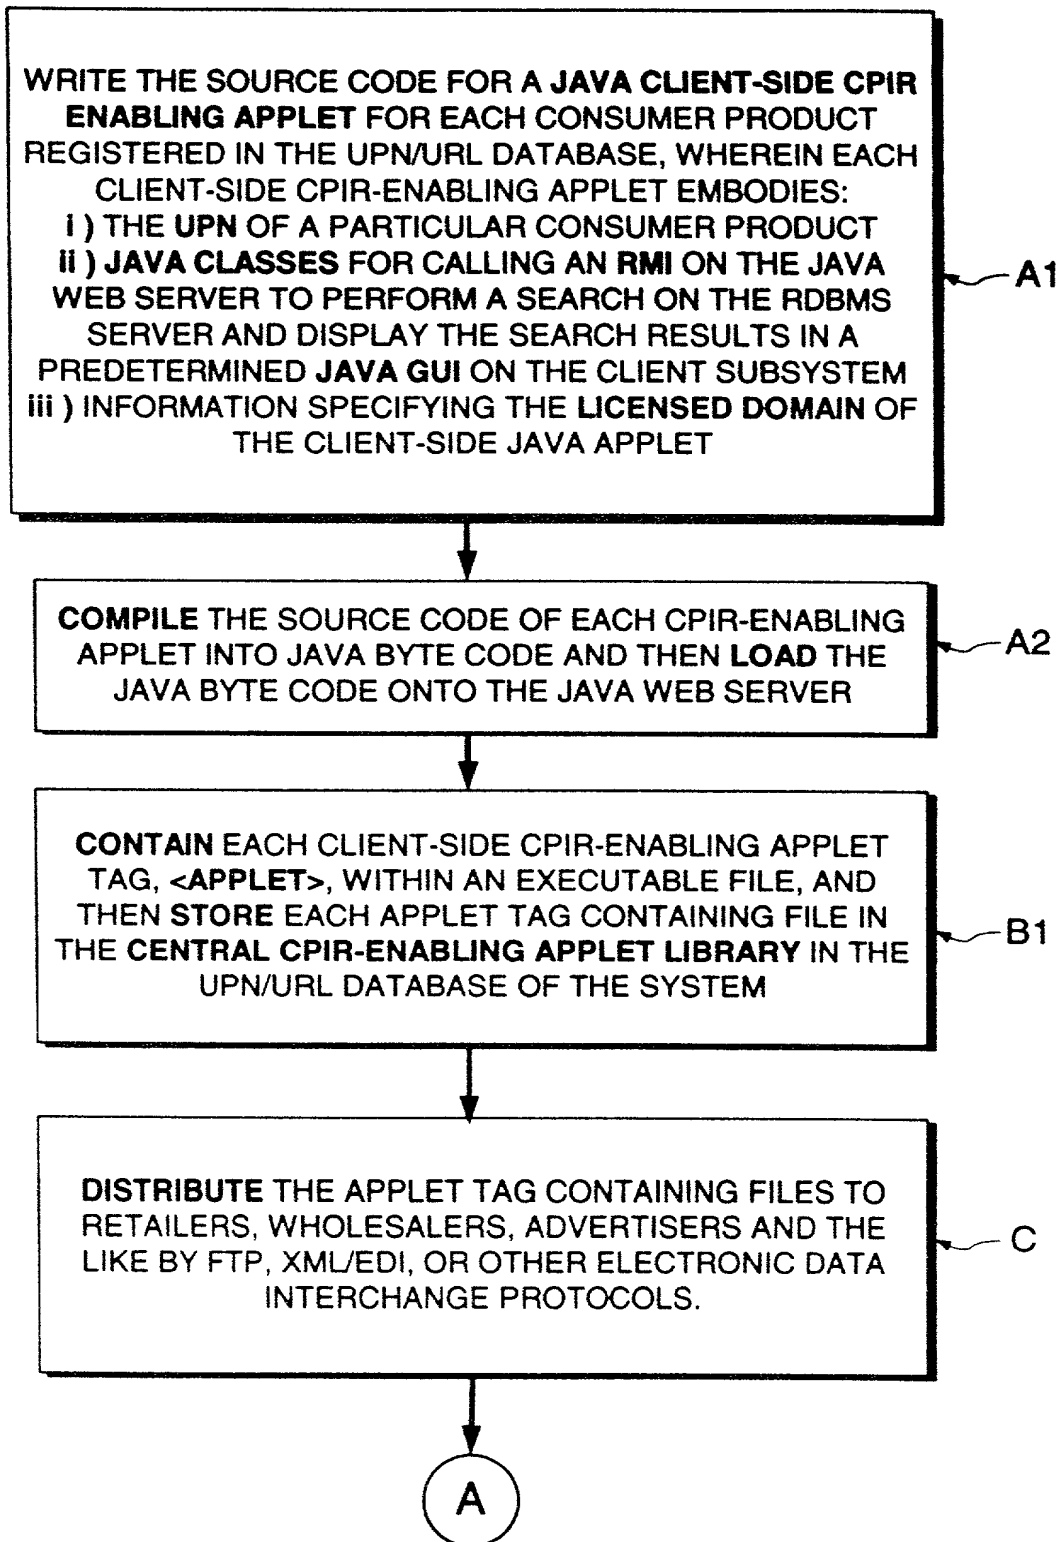 WRITE THE SOURCE CODE FOR A JAVA CLIENT-SIDE CPIR
ENABLING APPLET FOR EACH CONSUMER PRODUCT
REGISTERED IN THE UPN/URL DATABASE, WHEREIN EACH
CLIENT-SIDE CPIR-ENABLING APPLET EMBODIES:
i ) THE UPN OF A PARTICULAR CONSUMER PRODUCT
ii ) JAVA CLASSES FOR CALLING AN RMI ON THE JAVA
WEB SERVER TO PERFORM A SEARCH ON THE RDBMS
SERVER AND DISPLAY THE SEARCH RESULTS IN A
PREDETERMINED JAVA GUI ON THE CLIENT SUBSYSTEM
iii ) INFORMATION SPECIFYING THE LICENSED DOMAIN OF
THE CLIENT-SIDE JAVA APPLET
A1
COMPILE THE SOURCE CODE OF EACH CPIR-ENABLING
APPLET INTO JAVA BYTE CODE AND THEN LOAD THE
JAVA BYTE CODE ONTO THE JAVA WEB SERVER
A2
CONTAIN EACH CLIENT-SIDE CPIR-ENABLING APPLET
TAG, <APPLET>, WITHIN AN EXECUTABLE FILE, AND
THEN STORE EACH APPLET TAG CONTAINING FILE IN
THE CENTRAL CPIR-ENABLING APPLET LIBRARY IN THE
UPN/URL DATABASE OF THE SYSTEM
B1
DISTRIBUTE THE APPLET TAG CONTAINING FILES TO
RETAILERS, WHOLESALERS, ADVERTISERS AND THE
LIKE BY FTP, XML/EDI, OR OTHER ELECTRONIC DATA
INTERCHANGE PROTOCOLS.
C
A